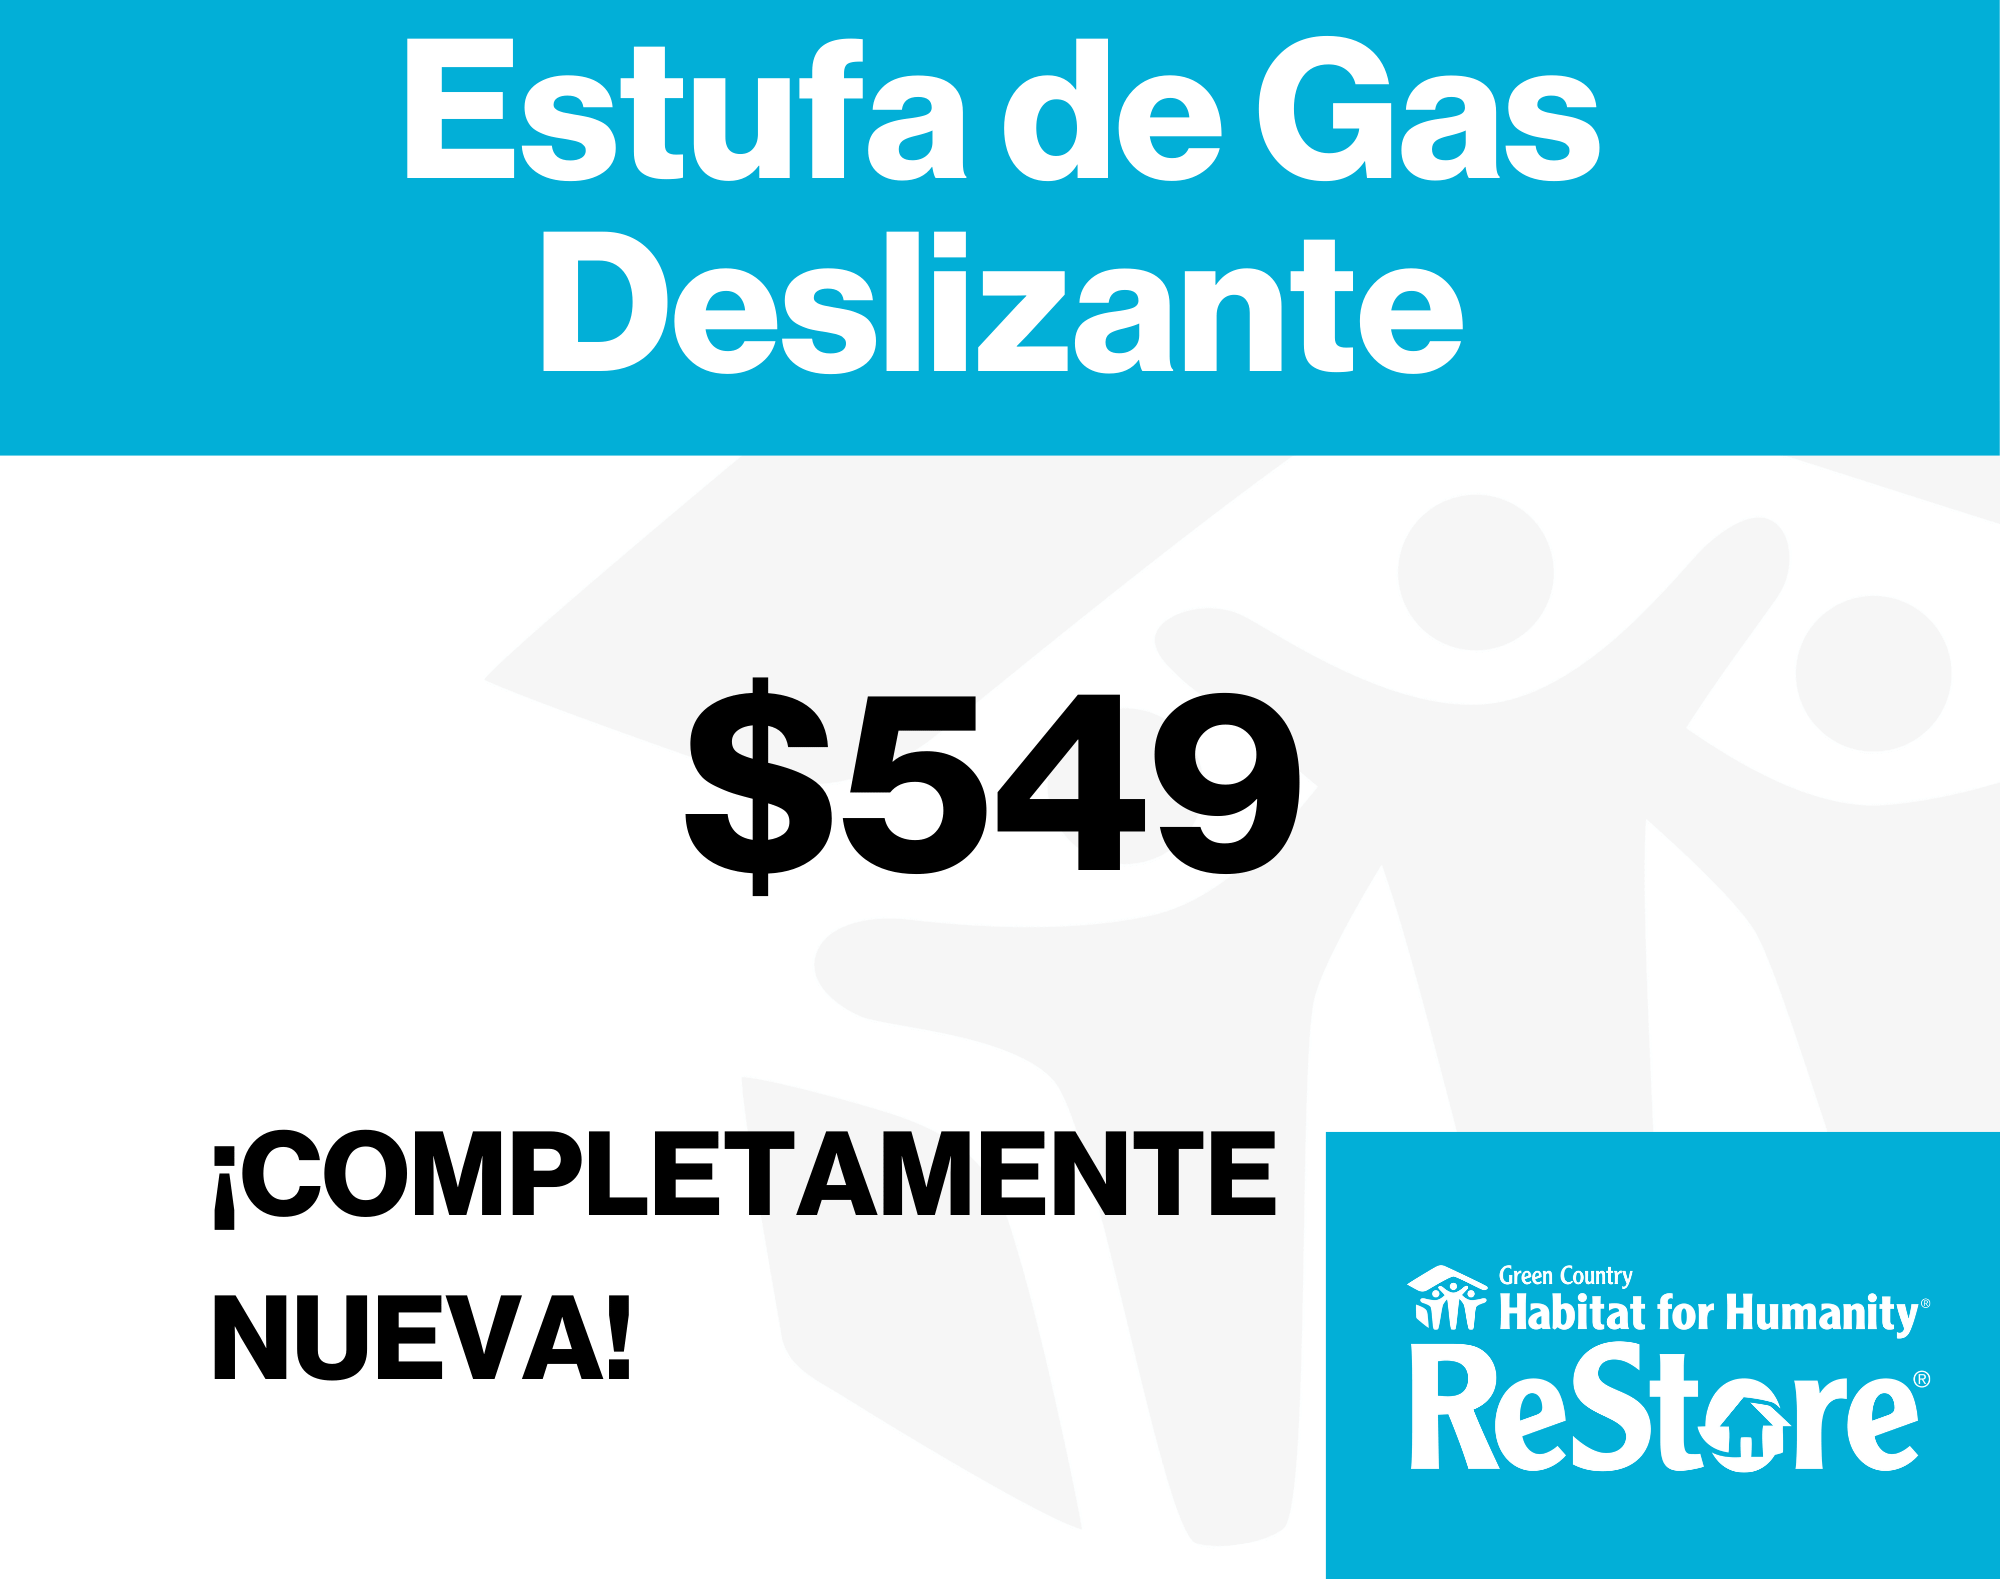 Estufa de Gas
Deslizante
$549
¡COMPLETAMENTE
NUEVA!
Green Country
Habitat for Humanity®
ReStore®